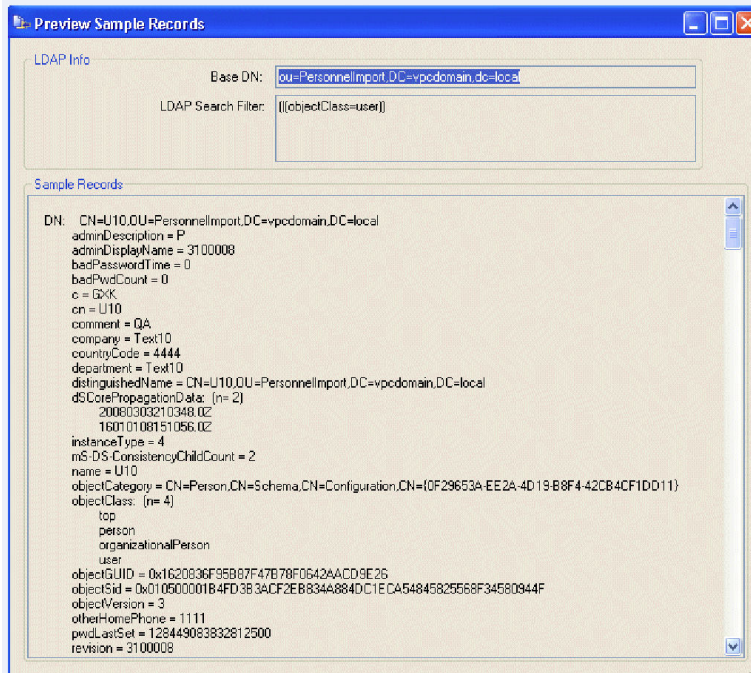 Preview Sample Records
LDAP Info
Base DN: ou=PersonnelImport,DC=vpcdomain,dc=local
LDAP Search Filter: (|(objectClass=user))
Sample Records
DN: CN=U10,OU=PersonnelImport,DC=vpcdomain,DC=local
adminDescription = P
adminDisplayName = 3100008
badPasswordTime = 0
badPwdCount = 0
c = GXK
cn = U10
comment = QA
company = Text10
countryCode = 4444
department = Text10
distinguishedName = CN=U10,OU=PersonnelImport,DC=vpcdomain,DC=local
dSCorePropagationData: (n= 2)
20080303210348.0Z
16010108151056.0Z
instanceType = 4
mS-DS-ConsistencyChildCount = 2
name = U10
objectCategory = CN=Person,CN=Schema,CN=Configuration,CN={0F29653A-EE2A-4D19-B8F4-42CB4CF1DD11}
objectClass: (n= 4)
top
person
organizationalPerson
user
objectGUID = 0x1620836F95B87F47B78F0642AACD9E26
objectSid = 0x010500001B4FD3B3ACF2EB834A884DC1ECA54845825568F34580944F
objectVersion = 3
otherHomePhone = 1111
pwdLastSet = 128449083832812500
revision = 3100008